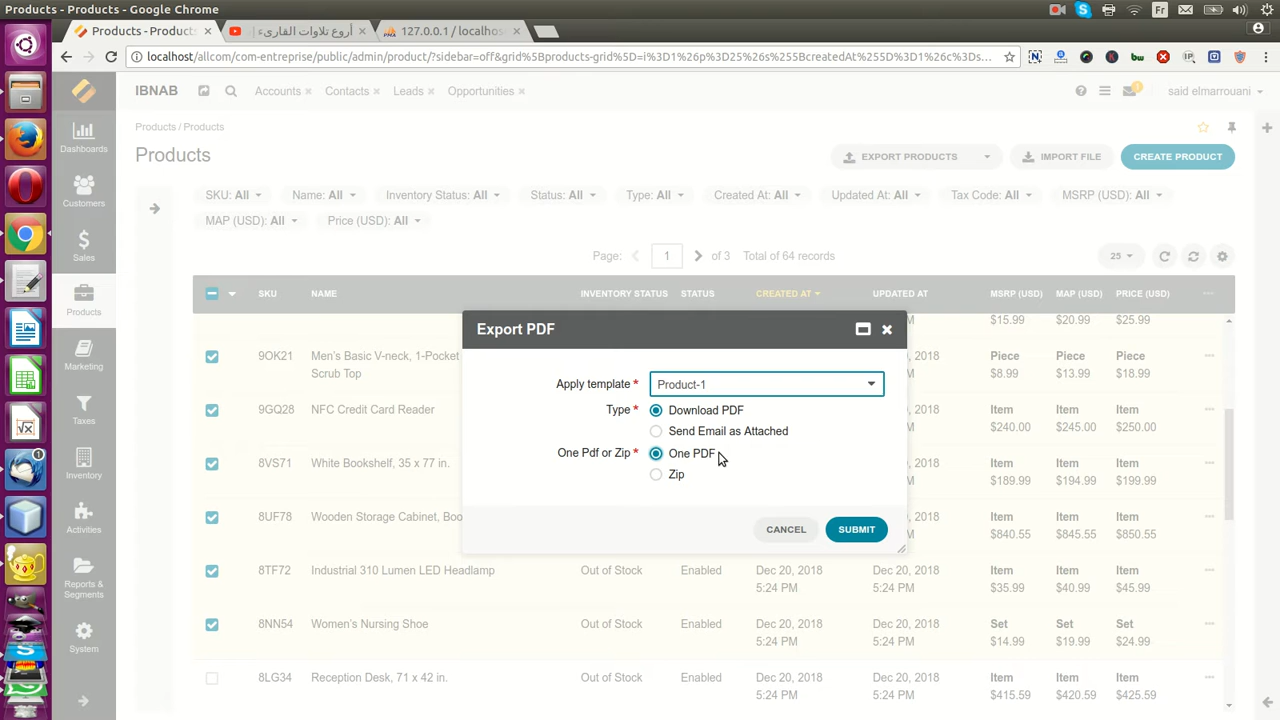 Products - Products - Google Chrome
Products - Product
أروع تلاوات القارىء
127.0.0.1 / localhos
Fr
localhost/allcom/com-entreprise/public/admin/product/?sidebar=off&grid%5Bproducts-grid%5D=i%3D1%26p%3D25%26s%255BcreatedAt%255D%3D1%26c%3Ds...
IBNAB
Accounts
Contacts
Leads
Opportunities
said elmarrouani
Products / Products
Products
EXPORT PRODUCTS
IMPORT FILE
CREATE PRODUCT
Dashboards
Customers
Sales
Products
Marketing
Taxes
Inventory
Activities
Reports & Segments
System
SKU: All
Name: All
Inventory Status: All
Status: All
Type: All
Created At: All
Updated At: All
Tax Code: All
MSRP (USD): All
MAP (USD): All
Price (USD): All
Page: 1 of 3 Total of 64 records
25
SKU NAME INVENTORY STATUS STATUS CREATED AT UPDATED AT MSRP (USD) MAP (USD) PRICE (USD)
$15.99 $20.99 $25.99
9OK21 Men's Basic V-neck, 1-Pocket Scrub Top 20, 2018 Piece Piece Piece
$8.99 $13.99 $18.99
9GQ28 NFC Credit Card Reader 20, 2018 Item Item Item
$240.00 $245.00 $250.00
8VS71 White Bookshelf, 35 x 77 in. 20, 2018 Item Item Item
$189.99 $194.99 $199.99
8UF78 Wooden Storage Cabinet, Boo 20, 2018 Item Item Item
$840.55 $845.55 $850.55
8TF72 Industrial 310 Lumen LED Headlamp Out of Stock Enabled Dec 20, 2018 Dec 20, 2018 Item Item Item
5:24 PM 5:24 PM $35.99 $40.99 $45.99
8NN54 Women's Nursing Shoe Out of Stock Enabled Dec 20, 2018 Dec 20, 2018 Set Set Set
5:24 PM 5:24 PM $14.99 $19.99 $24.99
8LG34 Reception Desk, 71 x 42 in. Out of Stock Enabled Dec 20, 2018 Dec 20, 2018 Item Item Item
5:24 PM 5:24 PM $415.59 $420.59 $425.59
Export PDF
Apply template * Product-1
Type * Download PDF
Send Email as Attached
One Pdf or Zip * One PDF
Zip
CANCEL
SUBMIT